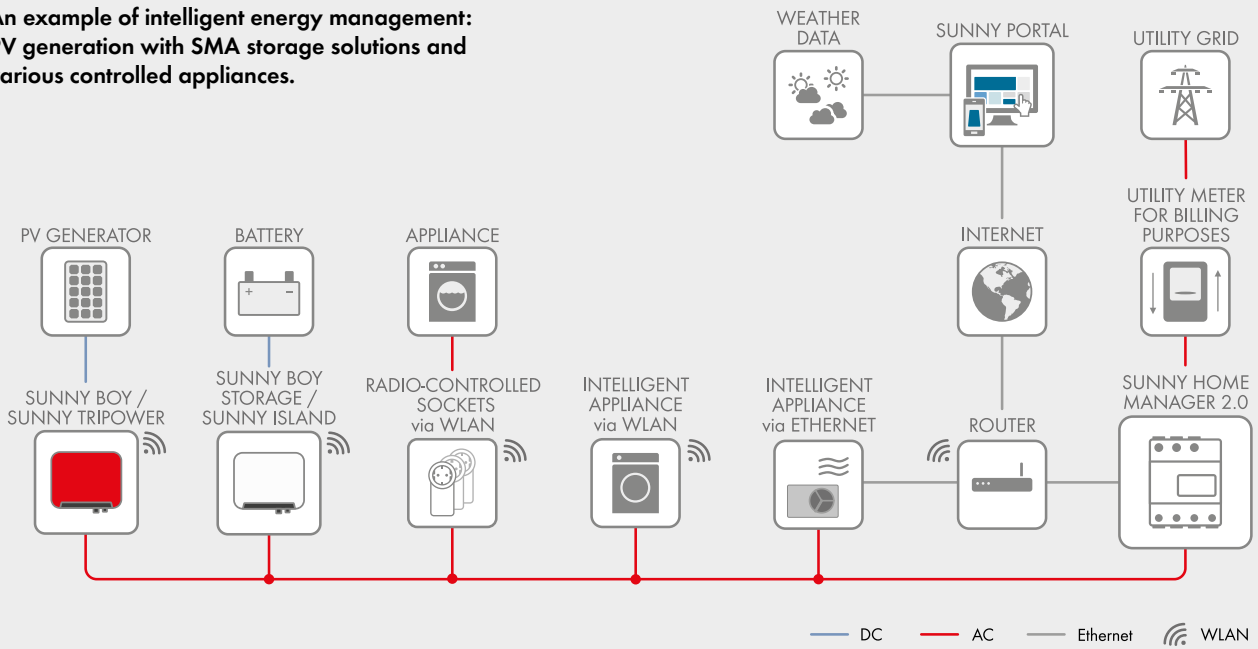 An example of intelligent energy management:
PV generation with SMA storage solutions and
various controlled appliances.
WEATHER
DATA
SUNNY PORTAL
UTILITY GRID
UTILITY METER
FOR BILLING
PURPOSES
PV GENERATOR
BATTERY
APPLIANCE
INTERNET
SUNNY BOY /
SUNNY TRIPOWER
SUNNY BOY
STORAGE /
SUNNY ISLAND
RADIO-CONTROLLED
SOCKETS
via WLAN
INTELLIGENT
APPLIANCE
via WLAN
INTELLIGENT
APPLIANCE
via ETHERNET
ROUTER
SUNNY HOME
MANAGER 2.0
DC
AC
Ethernet
WLAN